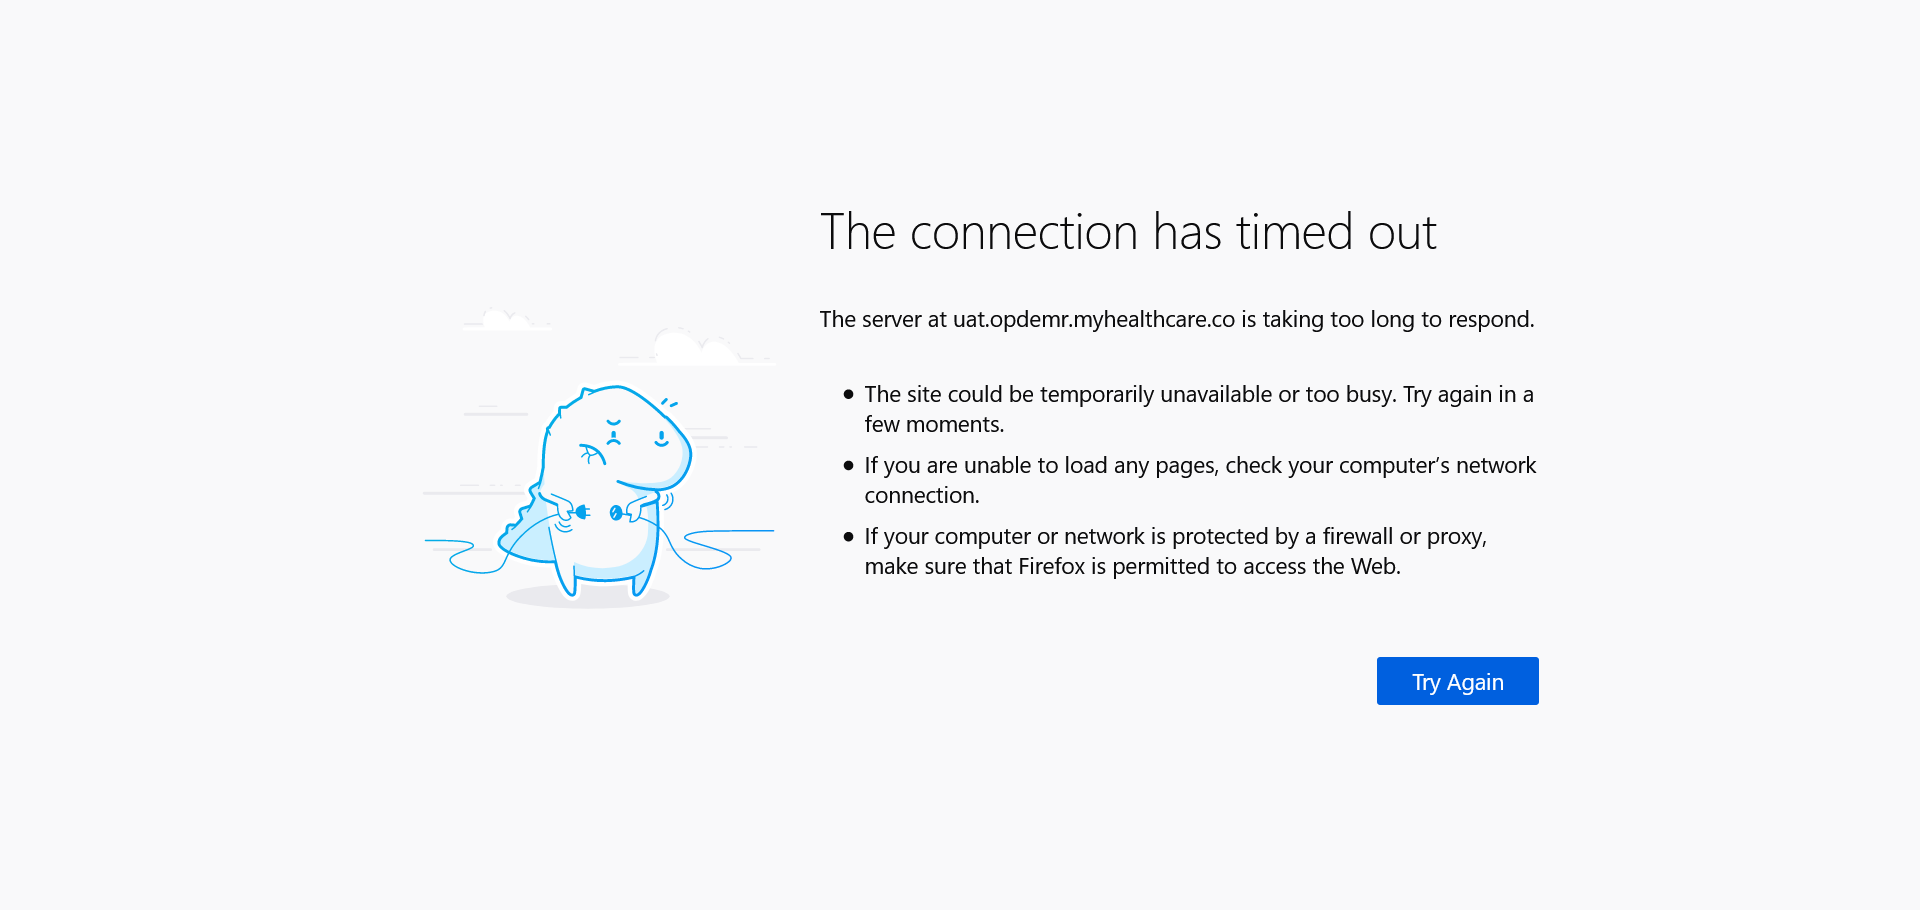 The connection has timed out
The server at uat.opdemr.myhealthcare.co is taking too long to respond.
The site could be temporarily unavailable or too busy. Try again in a
few moments.
If you are unable to load any pages, check your computer’s network
connection.
If your computer or network is protected by a firewall or proxy,
make sure that Firefox is permitted to access the Web.
Try Again